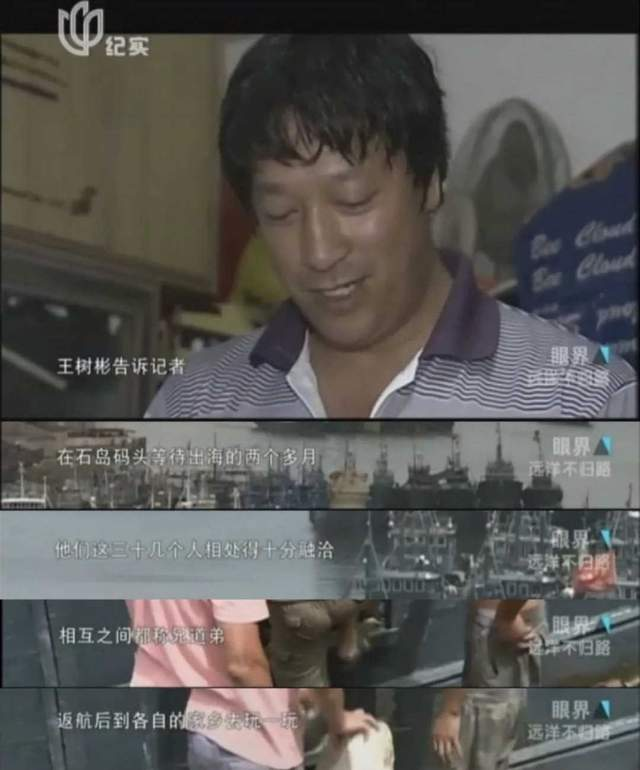 纪实
Bee Cloud
Bee Cloud
王树彬告诉记者
眼界
远洋不归路
在石岛码头等待出海的两个多月
眼界
远洋不归路
他们这三十几个人相处得十分融洽
眼界
远洋不归路
相互之间都称兄道弟
眼界
远洋不归路
返航后到各自的家乡去玩一玩
眼界
远洋不归路